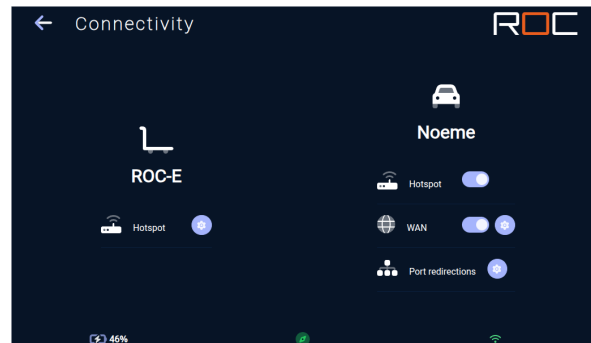 Connectivity
ROC
ROC-E
Hotspot
Noeme
Hotspot
WAN
Port redirections
46%